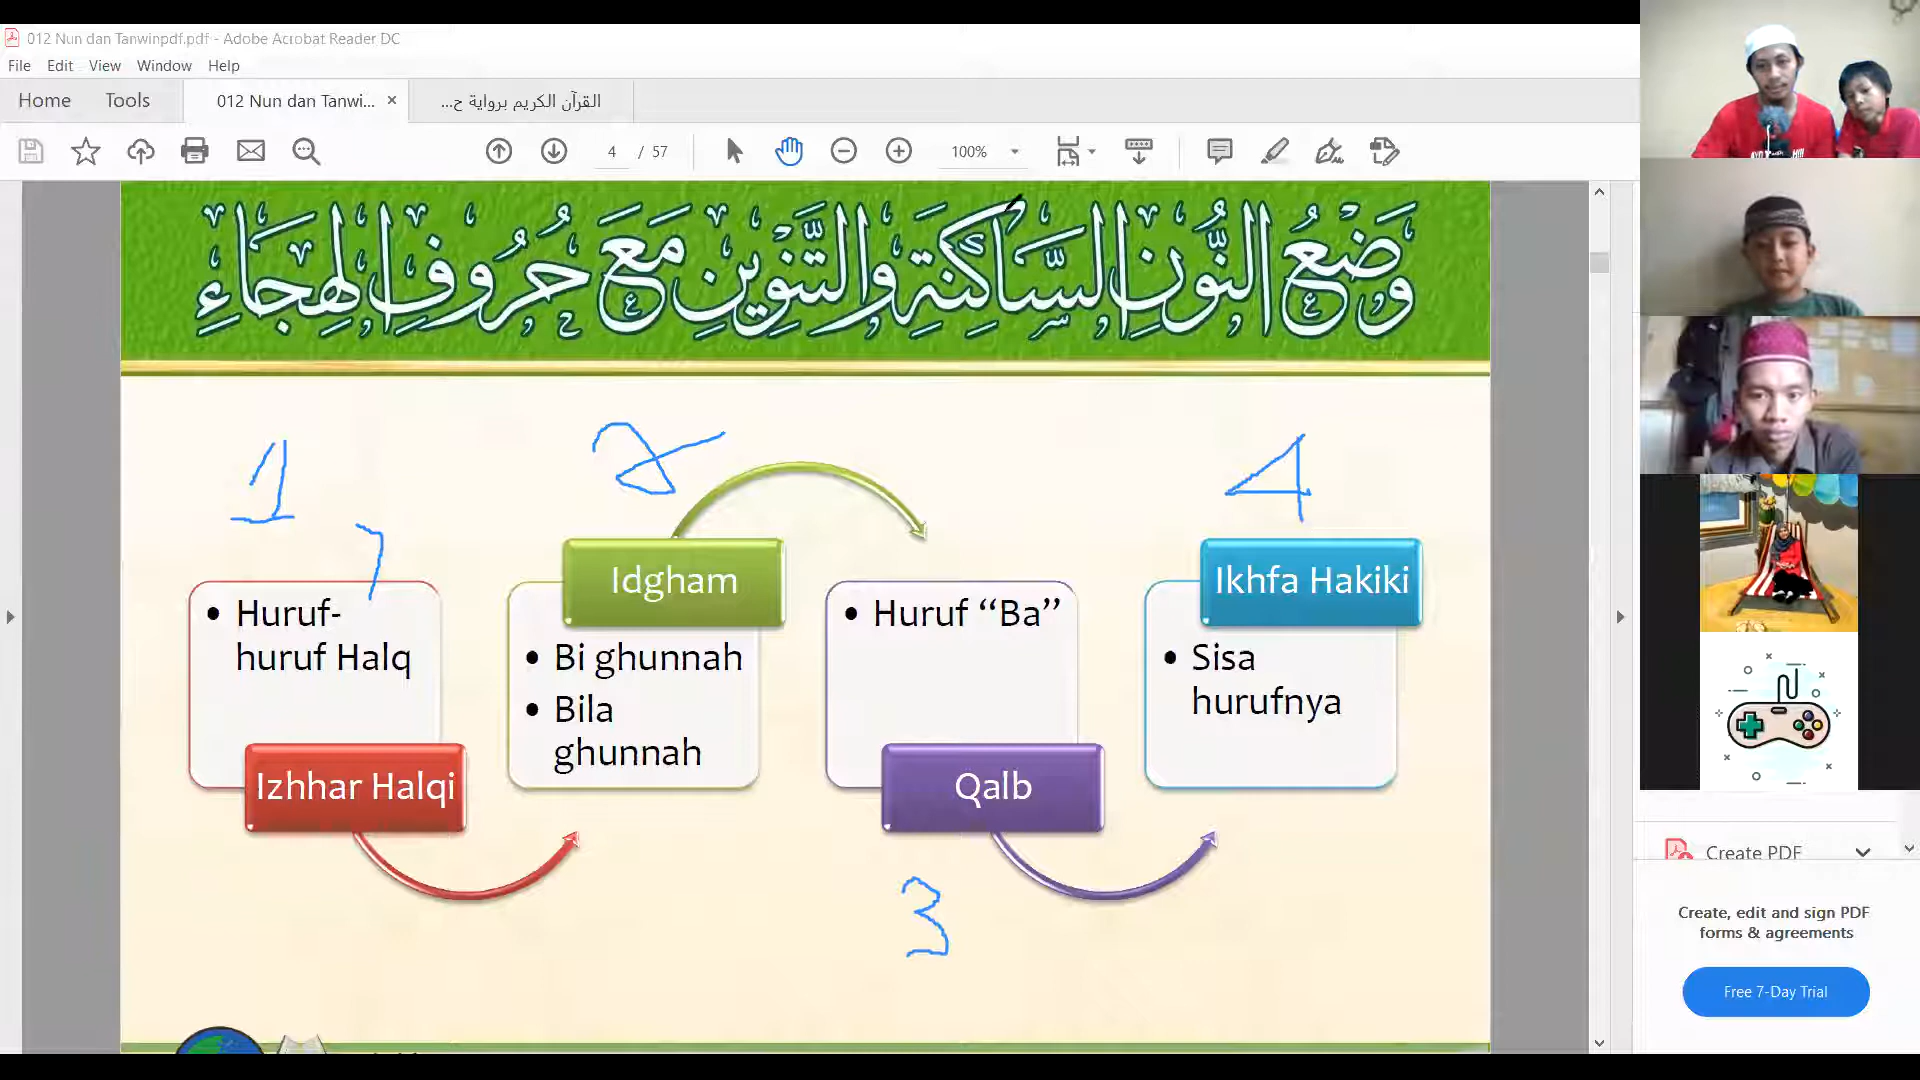 012 Nun dan Tanwinpdf.pdf - Adobe Acrobat Reader DC
File Edit View Window Help
Home Tools 012 Nun dan Tanwi... × القرآن الكريم برواية ح...
4 / 57 100%
وَضْعُ النُّونِ السَّاكِنَةِ وَالتَّنْوِينِ مَعَ حُرُوفِ الهِجَاءِ
1 2 4
7
Idgham Ikhfa Hakiki
• Huruf-
huruf Halq
• Bi ghunnah
• Bila
ghunnah
• Huruf “Ba”
• Sisa
hurufnya
Izhhar Halqi Qalb
3
Create PDF
Create, edit and sign PDF
forms & agreements
Free 7-Day Trial